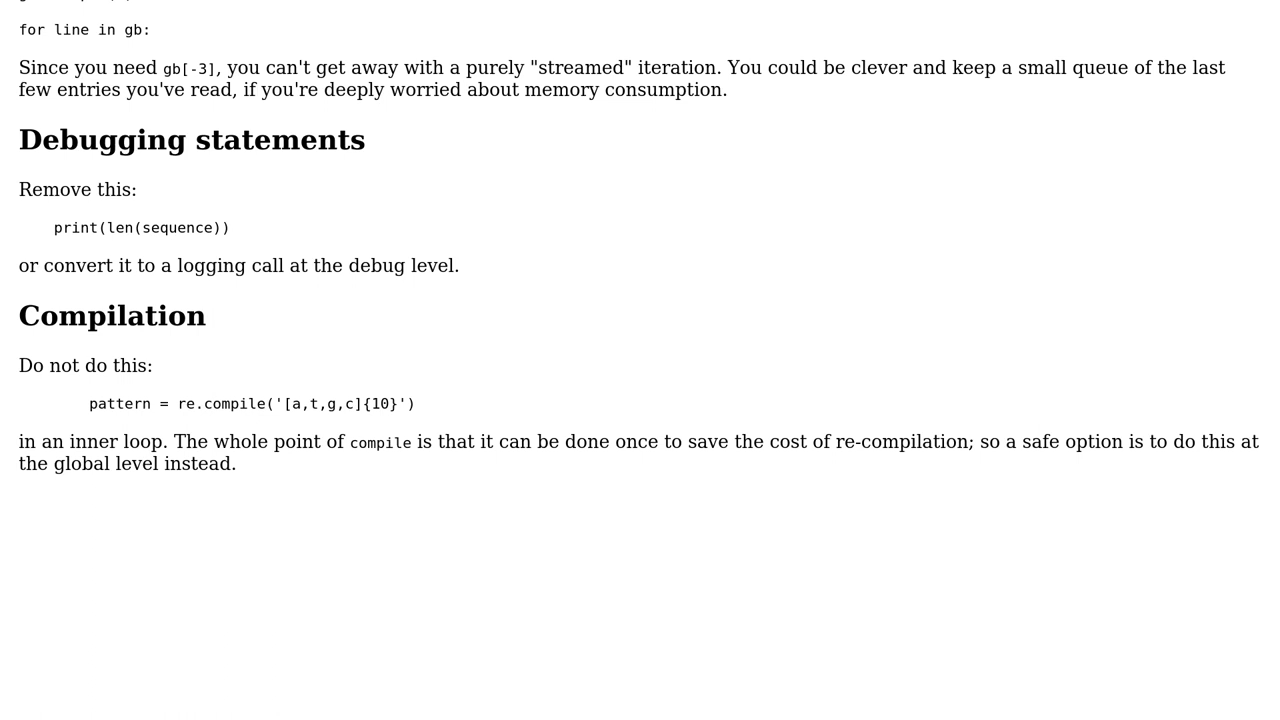 for line in gb:
Since you need gb[-3], you can't get away with a purely "streamed" iteration. You could be clever and keep a small queue of the last
few entries you've read, if you're deeply worried about memory consumption.
Debugging statements
Remove this:
print(len(sequence))
or convert it to a logging call at the debug level.
Compilation
Do not do this:
pattern = re.compile('[a,t,g,c]{10}')
in an inner loop. The whole point of compile is that it can be done once to save the cost of re-compilation; so a safe option is to do this at
the global level instead.